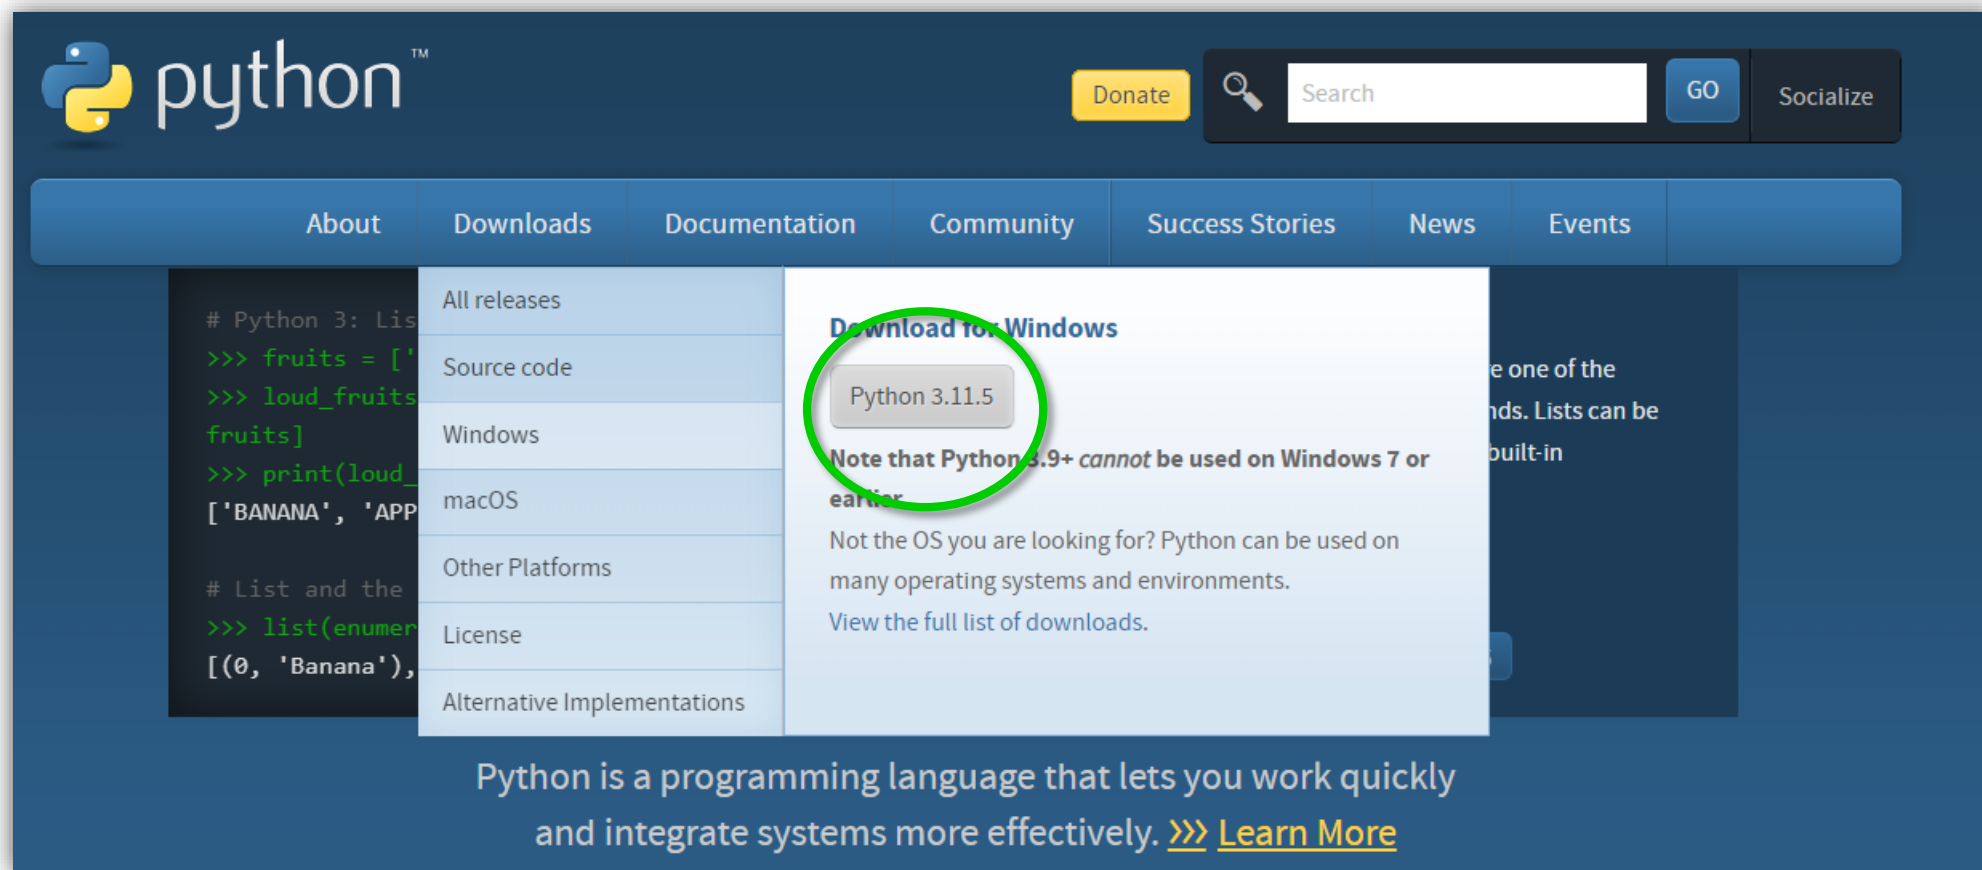 python™
Donate
Search
GO
Socialize
About
Downloads
Documentation
Community
Success Stories
News
Events
# Python 3: Lis
>>> fruits = ['
>>> loud_fruits
fruits]
>>> print(loud_
['BANANA', 'APP
# List and the
>>> list(enumer
[(0, 'Banana'),
All releases
Source code
Windows
macOS
Other Platforms
License
Alternative Implementations
Download for Windows
Python 3.11.5
Note that Python 3.9+ cannot be used on Windows 7 or
earlier.
Not the OS you are looking for? Python can be used on
many operating systems and environments.
View the full list of downloads.
one of the
Lists can be
built-in
Python is a programming language that lets you work quickly
and integrate systems more effectively. >>> Learn More